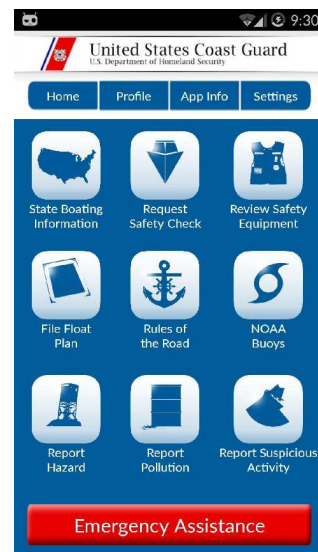 9:30
United States Coast Guard
U.S. Department of Homeland Security
Home Profile App Info Settings
State Boating Information
Request Safety Check
Review Safety Equipment
File Float Plan
Rules of the Road
NOAA Buoys
Report Hazard
Report Pollution
Report Suspicious Activity
Emergency Assistance